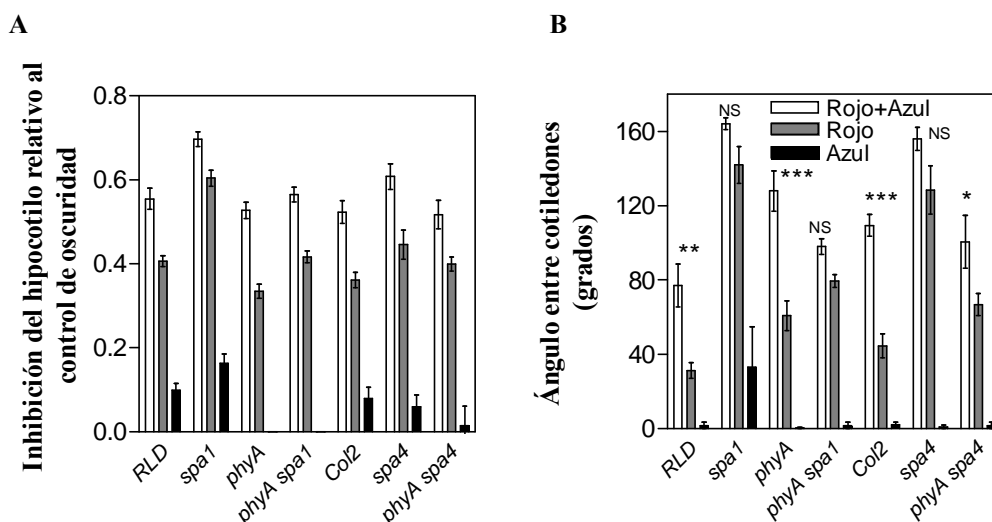 A
Inhibición del hipocotilo relativo al
control de oscuridad
0.8
0.6
0.4
0.2
0.0
RLD
spa1
phyA
phyA spa1
Col2
spa4
phyA spa4
B
Ángulo entre cotiledones
(grados)
160
120
80
40
0
Rojo+Azul
Rojo
Azul
**
NS
***
NS
***
NS
*
RLD
spa1
phyA
phyA spa1
Col2
spa4
phyA spa4